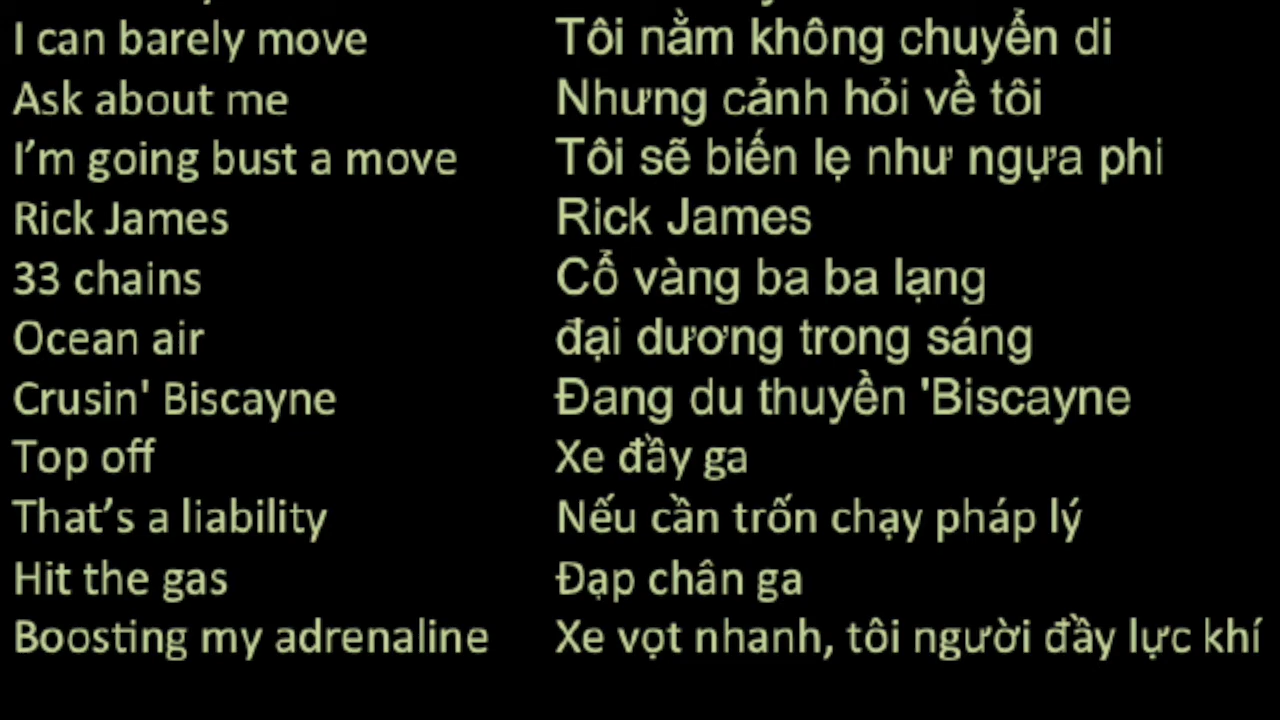 I can barely move
Tôi nằm không chuyển di
Ask about me
Nhưng cảnh hỏi về tôi
I’m going bust a move
Tôi sẽ biến lẹ như ngựa phi
Rick James
Rick James
33 chains
Cổ vàng ba ba lạng
Ocean air
đại dương trong sáng
Crusin' Biscayne
Đang du thuyền 'Biscayne
Top off
Xe đầy ga
That’s a liability
Nếu cần trốn chạy pháp lý
Hit the gas
Đạp chân ga
Boosting my adrenaline
Xe vọt nhanh, tôi người đầy lực khí